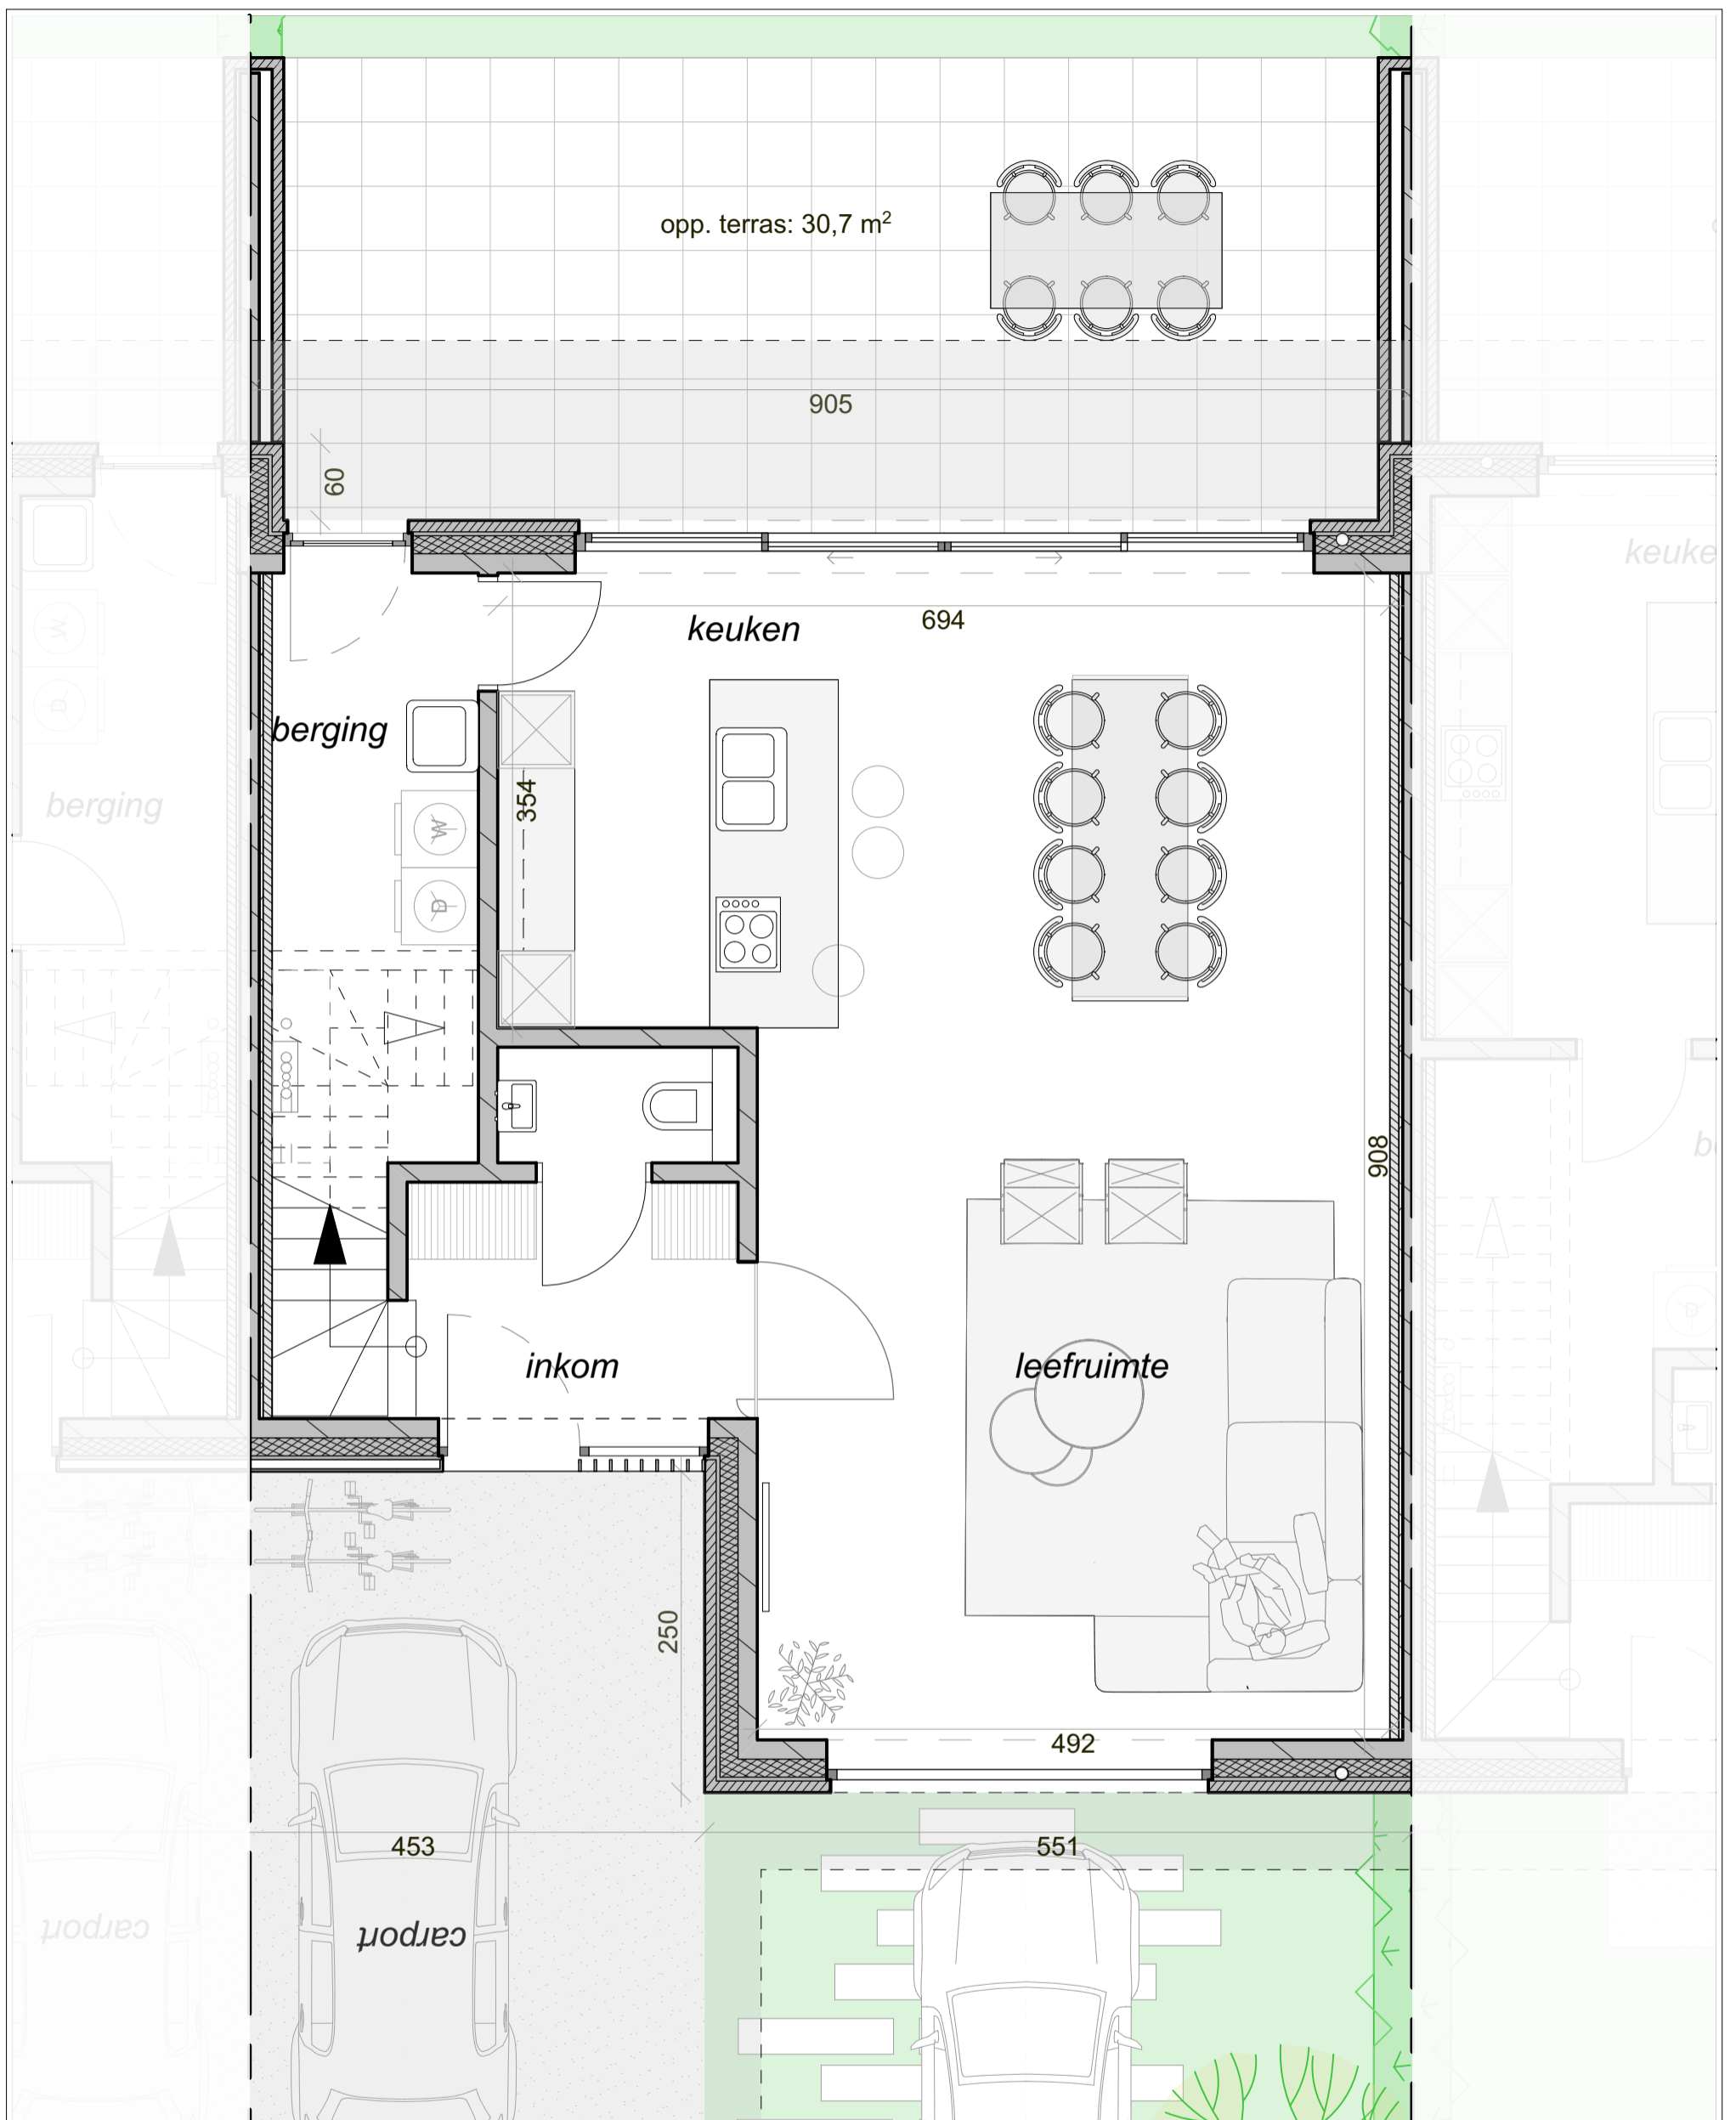 opp. terras: 30,7 m²
905
60
keuken
694
keuke
berging
berging
354
W
W
D
D
908
inkom
leefruimte
D
250
492
453
551
carport
carport